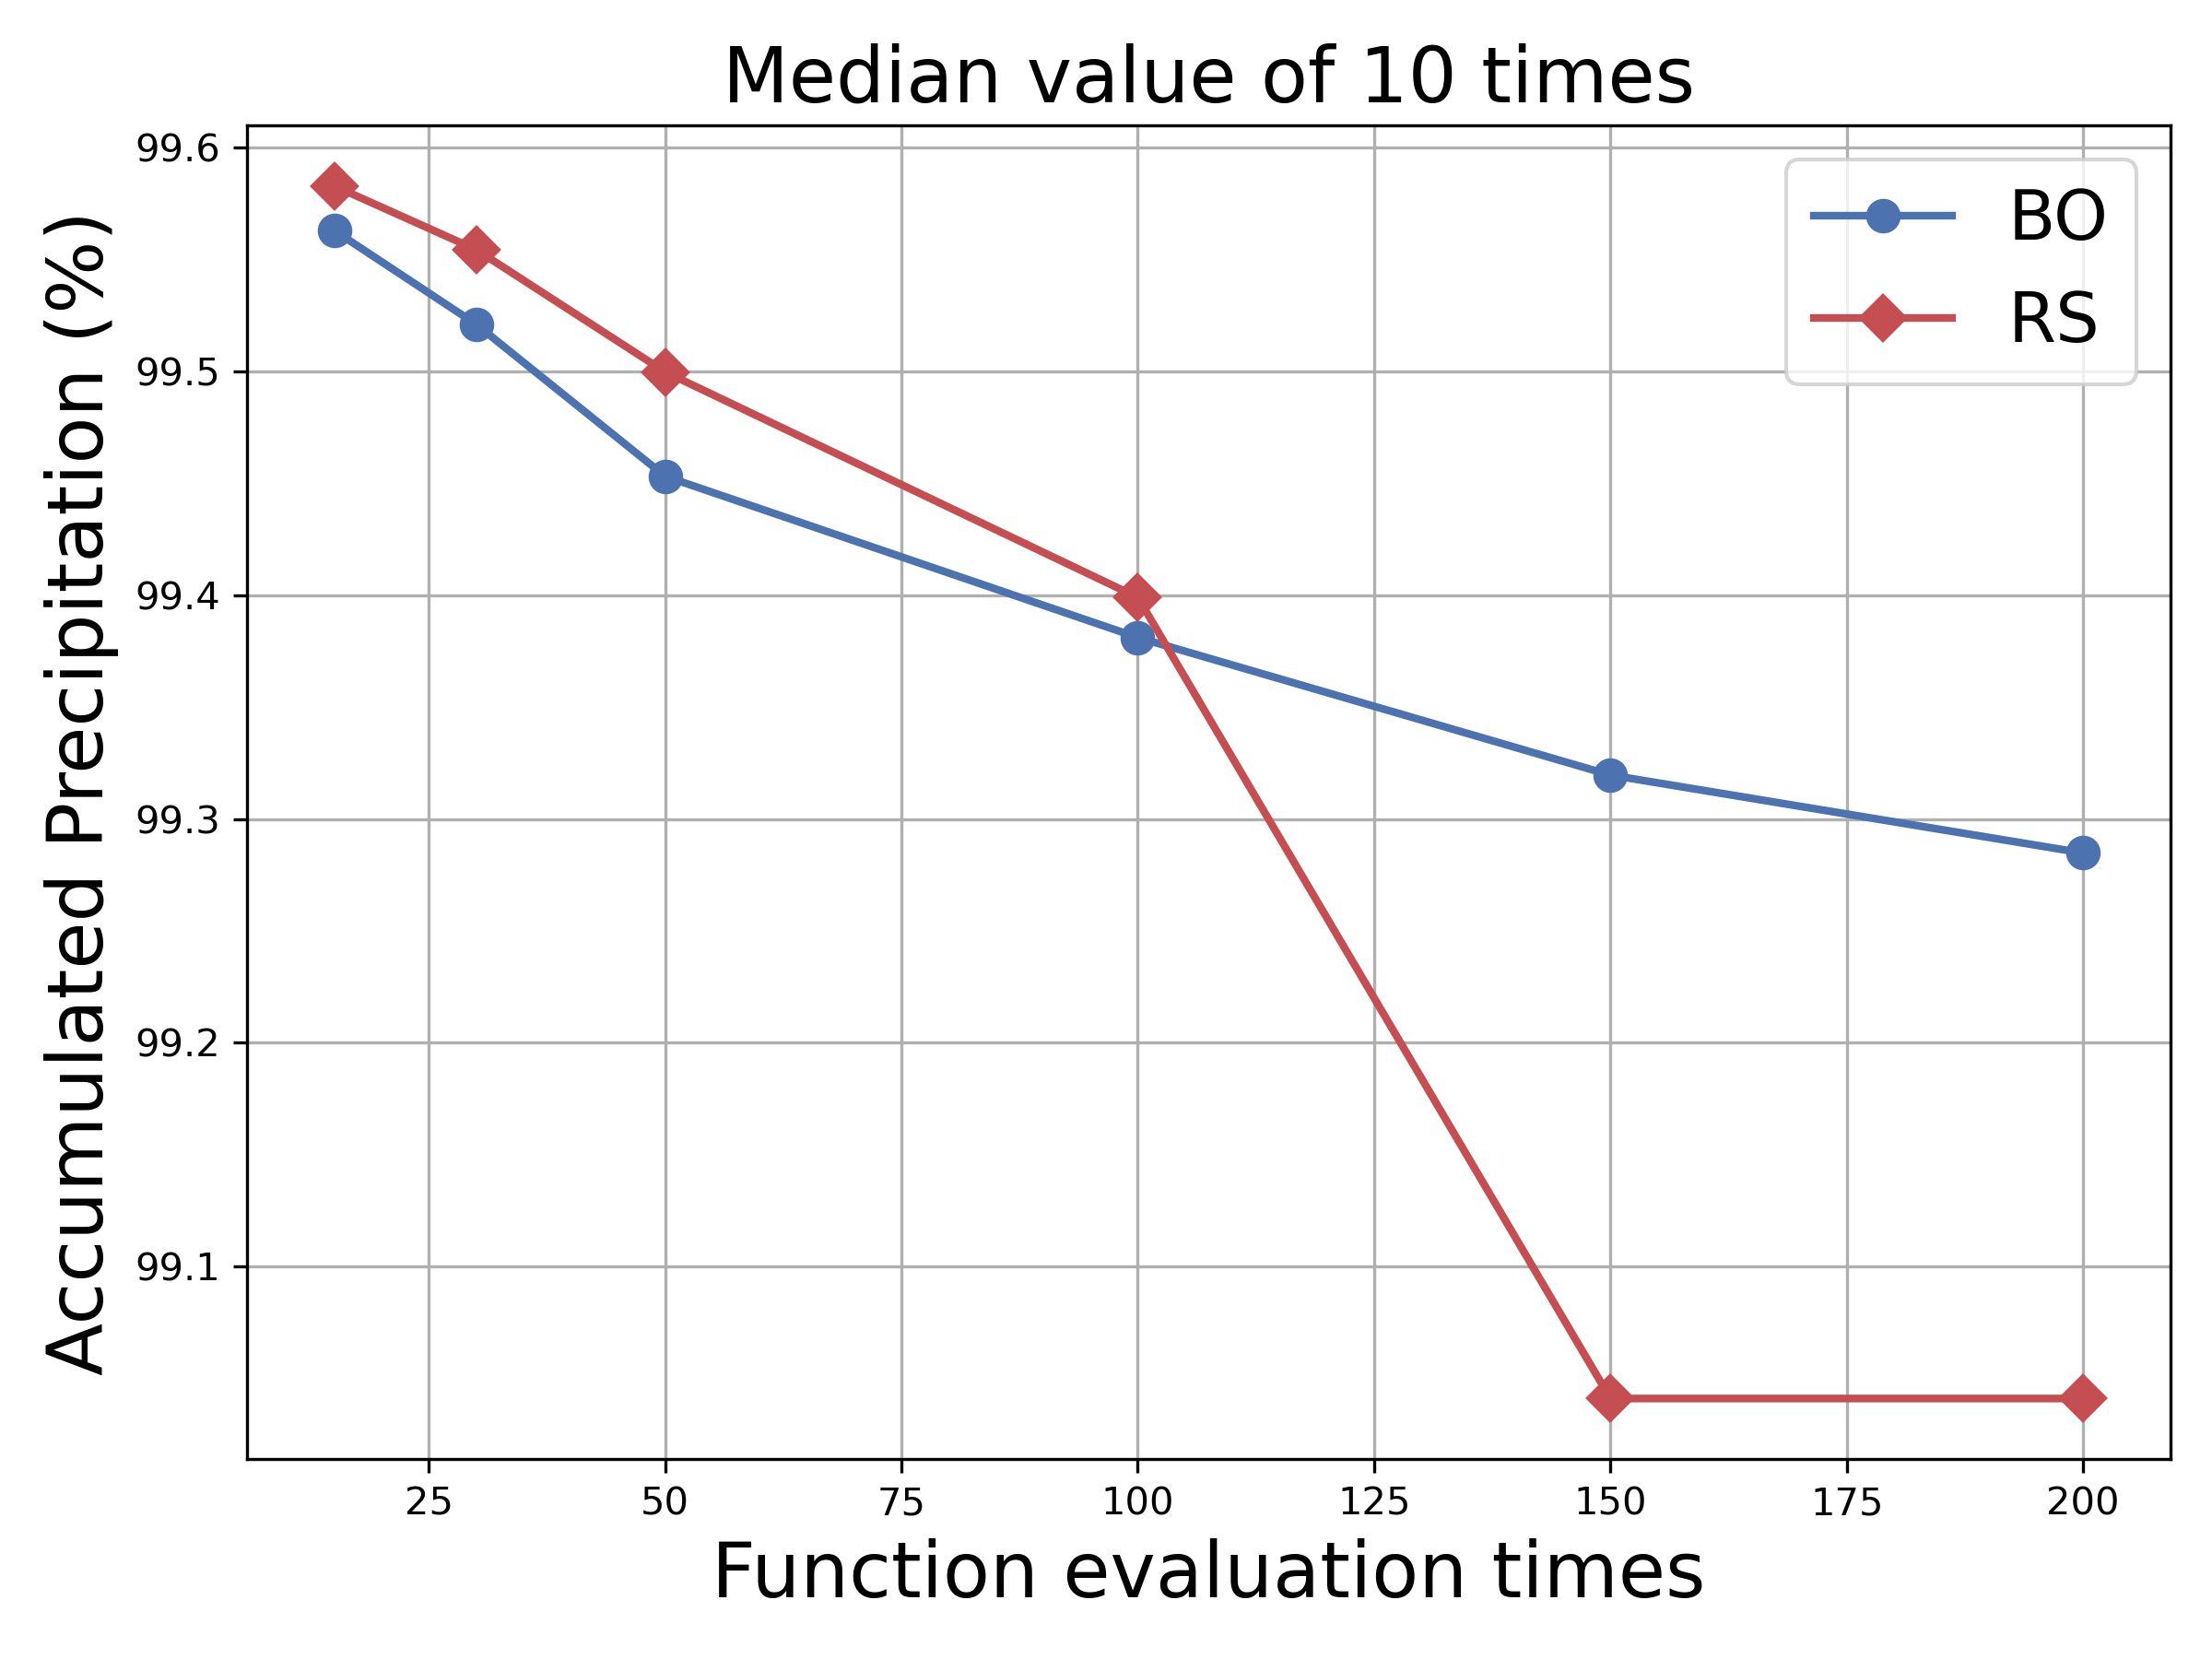 Median value of 10 times
Accumulated Precipitation (%)
99.6
99.5
99.4
99.3
99.2
99.1
BO
RS
25 50 75 100 125 150 175 200
Function evaluation times